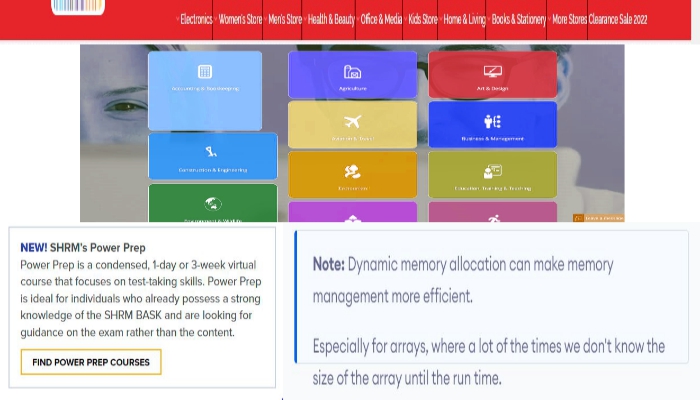 Electronics Women's Store Men's Store Health & Beauty Office & Media Kids Store Home & Living Books & Stationery More Stores Clearance Sale 2022
Accounting & Bookkeeping
Agriculture
Art & Design
Business & Management
Construction & Engineering
Education, Training & Teaching
NEW! SHRM's Power Prep
Power Prep is a condensed, 1-day or 3-week virtual
course that focuses on test-taking skills. Power Prep
is ideal for individuals who already possess a strong
knowledge of the SHRM BASK and are looking for
guidance on the exam rather than the content.
FIND POWER PREP COURSES
Note: Dynamic memory allocation can make memory
management more efficient.
Especially for arrays, where a lot of the times we don't know the
size of the array until the run time.